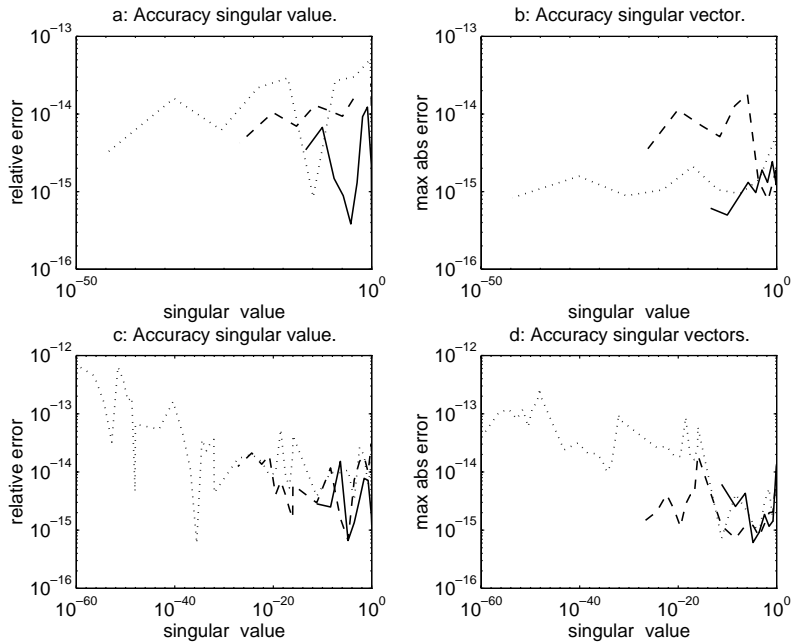 a: Accuracy singular value.
10^-13
10^-14
10^-15
10^-16
relative error
10^-50
10^0
singular value
b: Accuracy singular vector.
10^-13
10^-14
10^-15
10^-16
max abs error
10^-50
10^0
singular value
c: Accuracy singular value.
10^-12
10^-13
10^-14
10^-15
10^-16
relative error
10^-60
10^-40
10^-20
10^0
singular value
d: Accuracy singular vectors.
10^-12
10^-13
10^-14
10^-15
10^-16
max abs error
10^-60
10^-40
10^-20
10^0
singular value